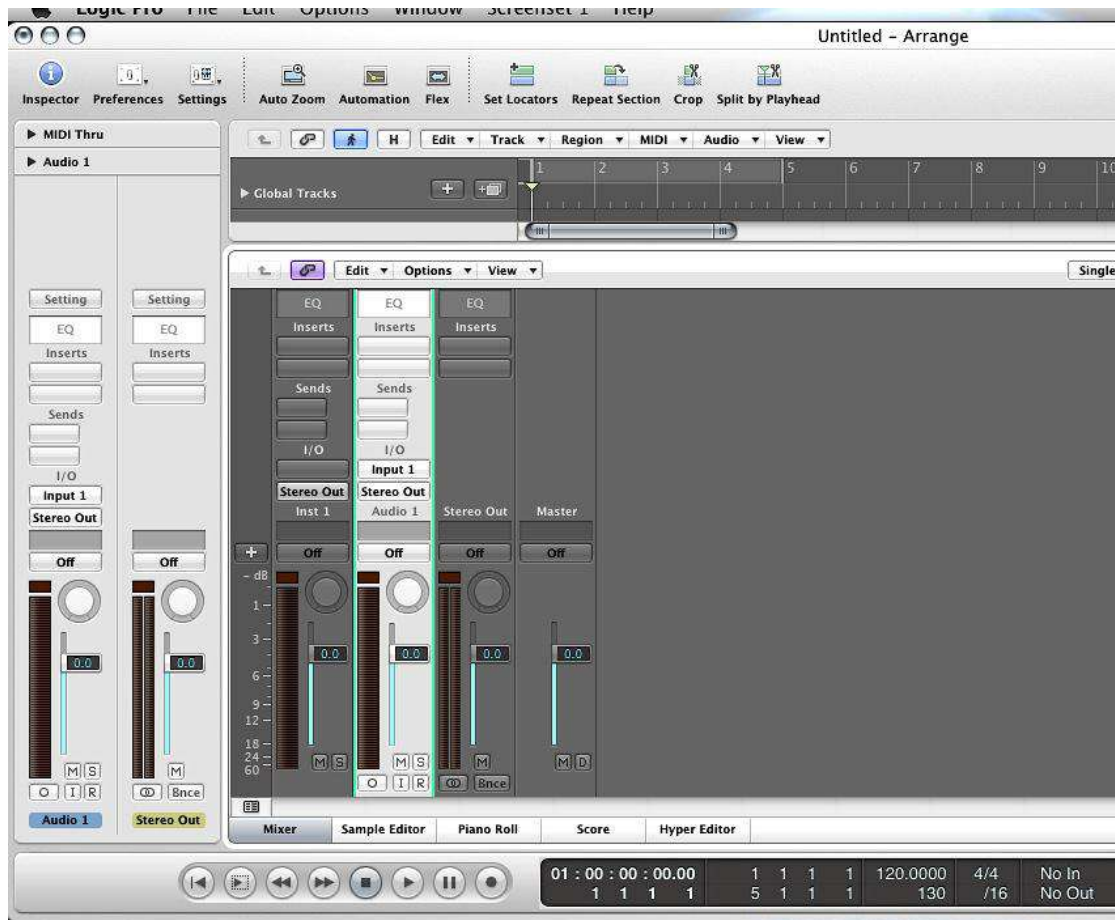 Logic Pro File Edit Options Window Screenset 1 Help
Untitled – Arrange
Inspector Preferences Settings Auto Zoom Automation Flex Set Locators Repeat Section Crop Split by Playhead
MIDI Thru
H Edit Track Region MIDI Audio View
Audio 1
1 2 3 4 5 6 7 8 9 10
Global Tracks
Edit Options View
Single
Setting Setting
EQ EQ
Inserts Inserts
Sends
I/O
Input 1
Stereo Out
Off Off
0.0 0.0
M S M
O I R Bnce
Audio 1 Stereo Out
EQ EQ EQ
Inserts Inserts Inserts
Sends Sends
I/O I/O
Input 1
Stereo Out Stereo Out
Inst 1 Audio 1 Stereo Out Master
Off Off Off Off
- dB
1
3
0.0 0.0 0.0 0.0
6
9
12
18
24
60
M S M S M M D
O I R Bnce
Mixer Sample Editor Piano Roll Score Hyper Editor
01 : 00 : 00 : 00.00 1 1 1 1 120.0000 4/4 No In
1 1 1 1 5 1 1 1 130 /16 No Out